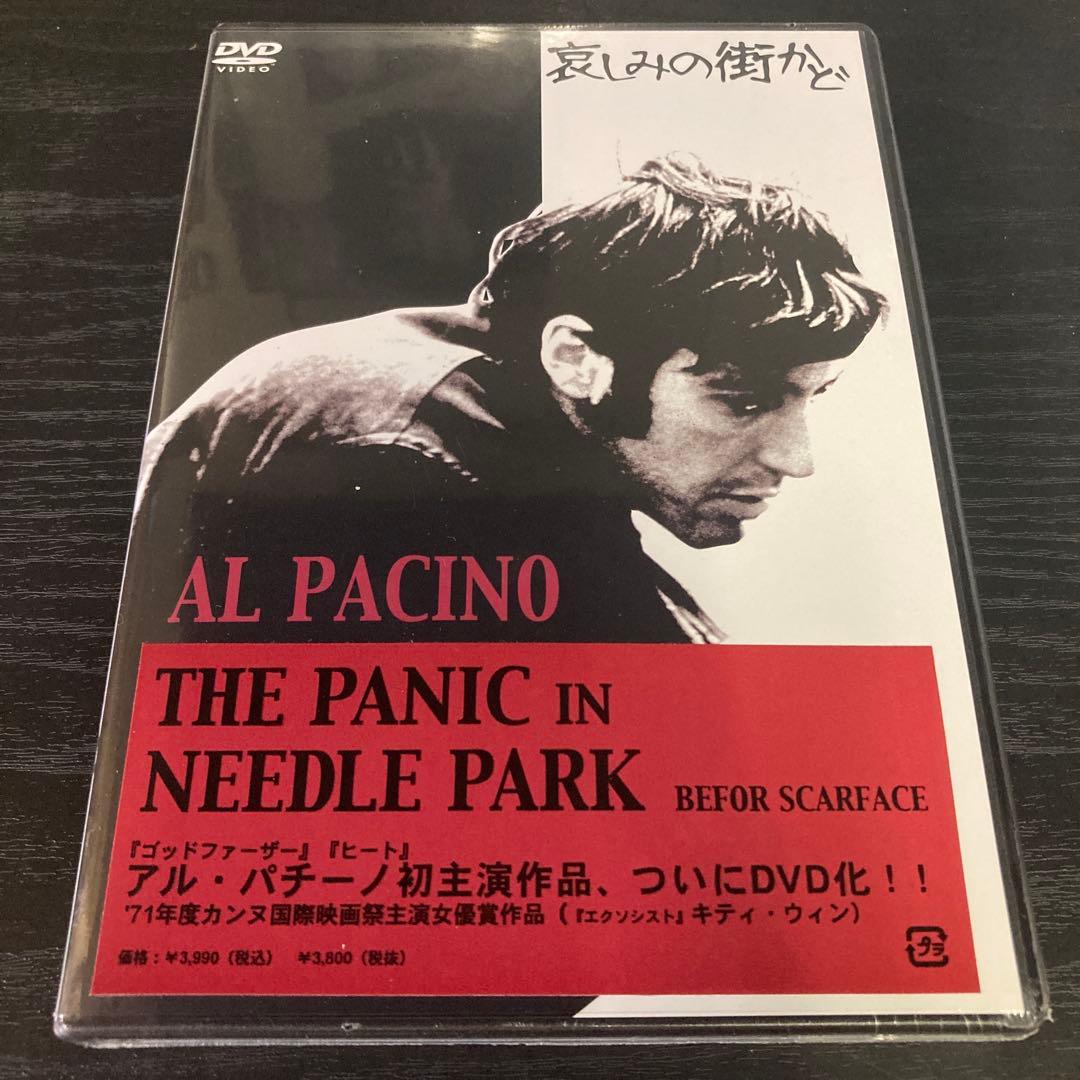 DVD
VIDEO
哀しみの街かど
AL PACINO
THE PANIC IN
NEEDLE PARK BEFOR SCARFACE
『ゴッドファーザー』『ヒート』
アル・パチーノ初主演作品、ついにDVD化！！
'71年度カンヌ国際映画祭主演女優賞作品（『エクソシスト』キティ・ウィン）
価格：¥3,990（税込） ¥3,800（税抜）
プラ